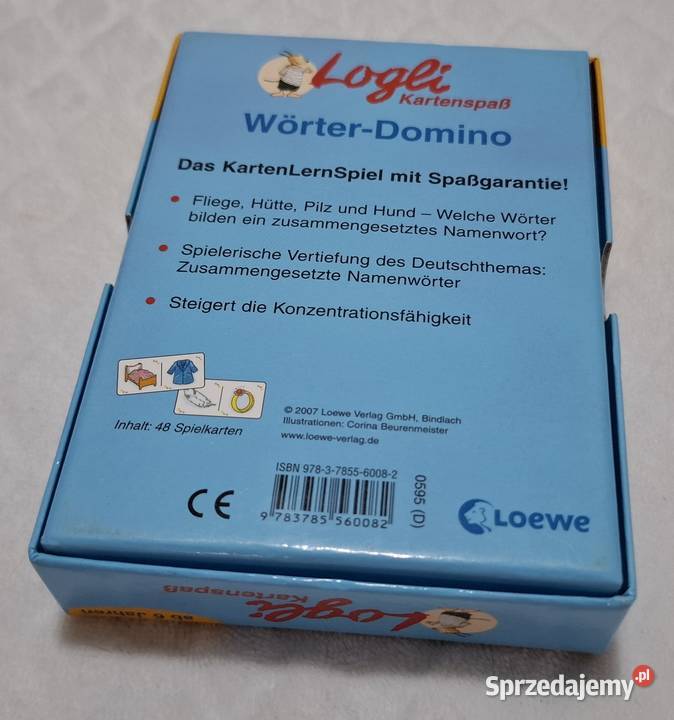 Logli
Kartenspaß
Wörter-Domino
Das KartenLernSpiel mit Spaßgarantie!
• Fliege, Hütte, Pilz und Hund – Welche Wörter
bilden ein zusammengesetztes Namenwort?
• Spielerische Vertiefung des Deutschthemas:
Zusammengesetzte Namenwörter
• Steigert die Konzentrationsfähigkeit
Inhalt: 48 Spielkarten
© 2007 Loewe Verlag GmbH, Bindlach
Illustrationen: Corina Beurenmeister
www.loewe-verlag.de
ISBN 978-3-7855-6008-2
9 783785 560082
0595 (D)
CE
Loewe
Logli
Kartenspaß
ab 6 Jahren
Sprzedajemy.pl